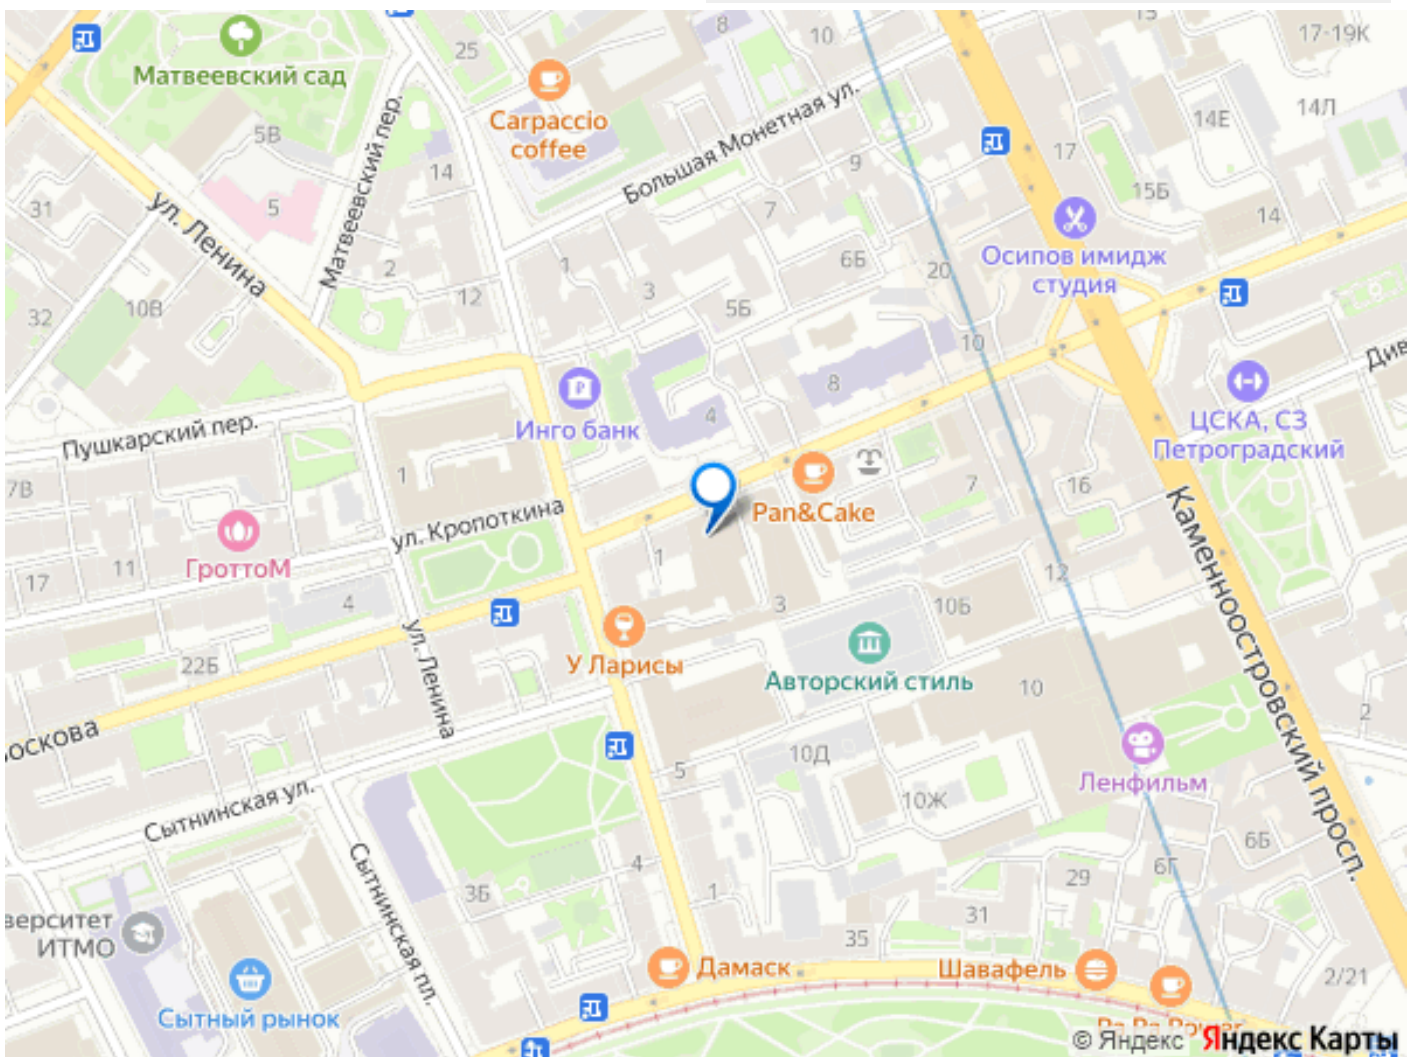 8
10
15
17-19К
25
Матвеевский сад
Carpaccio
coffee
Большая Монетная ул.
14Е
14Л
5В
Матвеевский пер.
14
9
17
15Б
31
5
ул. Ленина
7
14
Осипов имидж
студия
2
1
6Б
20
12
3
5Б
10В
32
10
Див
8
Инго банк
4
ЦСКА, СЗ
Петроградский
Пушкарский пер.
1
7В
7
16
Pan&Cake
ул. Кропоткина
Каменноостровский просп.
ГроттоМ
17
11
1
12
4
3
10Б
У Ларисы
22Б
ул. Ленина
Авторский стиль
10
2
оскова
10Д
5
Ленфильм
Сытнинская ул.
10Ж
6Б
4
6Г
29
3Б
1
Сытнинская пл.
верситет
ИТМО
31
35
Дамаск
Шавафель
2/21
Сытный рынок
© Яндекс Яндекс Карты